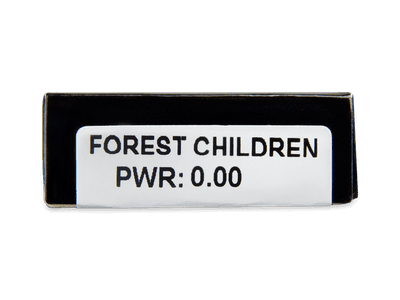 FOREST CHILDREN
PWR: 0.00